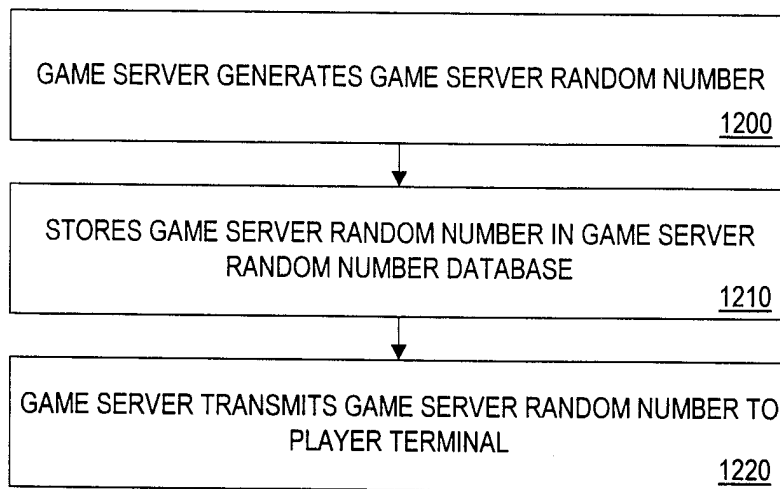 GAME SERVER GENERATES GAME SERVER RANDOM NUMBER
1200
STORES GAME SERVER RANDOM NUMBER IN GAME SERVER
RANDOM NUMBER DATABASE
1210
GAME SERVER TRANSMITS GAME SERVER RANDOM NUMBER TO
PLAYER TERMINAL
1220